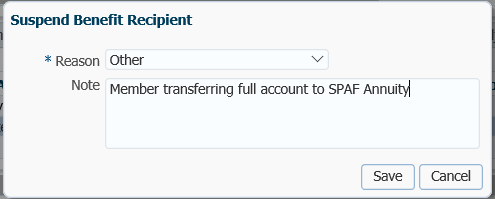 Suspend Benefit Recipient
* Reason Other
Note Member transferring full account to SPAF Annuity
Save Cancel